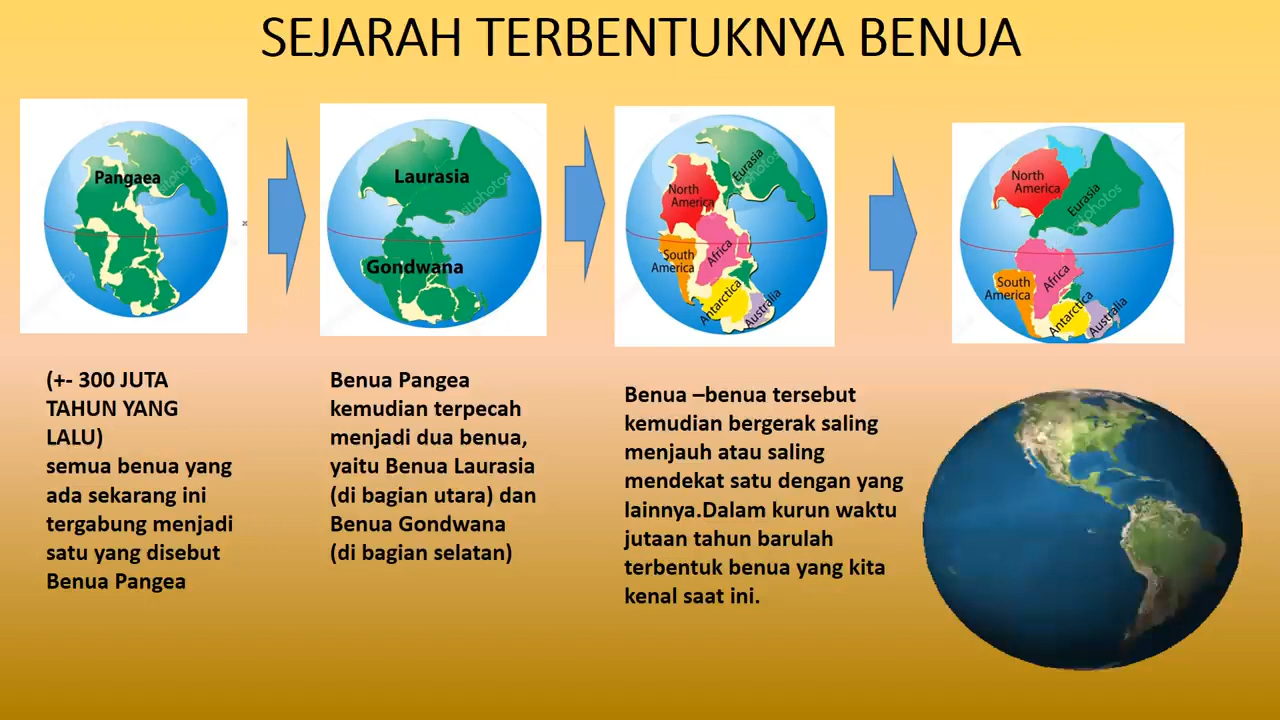 SEJARAH TERBENTUKNYA BENUA
Pangaea
Laurasia
Gondwana
North
America
Eurasia
South
America
Africa
Antarctica
Australia
North
America
Eurasia
South
America
Africa
Antarctica
Australia
(+- 300 JUTA
TAHUN YANG
LALU)
semua benua yang
ada sekarang ini
tergabung menjadi
satu yang disebut
Benua Pangea
Benua Pangea
kemudian terpecah
menjadi dua benua,
yaitu Benua Laurasia
(di bagian utara) dan
Benua Gondwana
(di bagian selatan)
Benua –benua tersebut
kemudian bergerak saling
menjauh atau saling
mendekat satu dengan yang
lainnya.Dalam kurun waktu
jutaan tahun barulah
terbentuk benua yang kita
kenal saat ini.